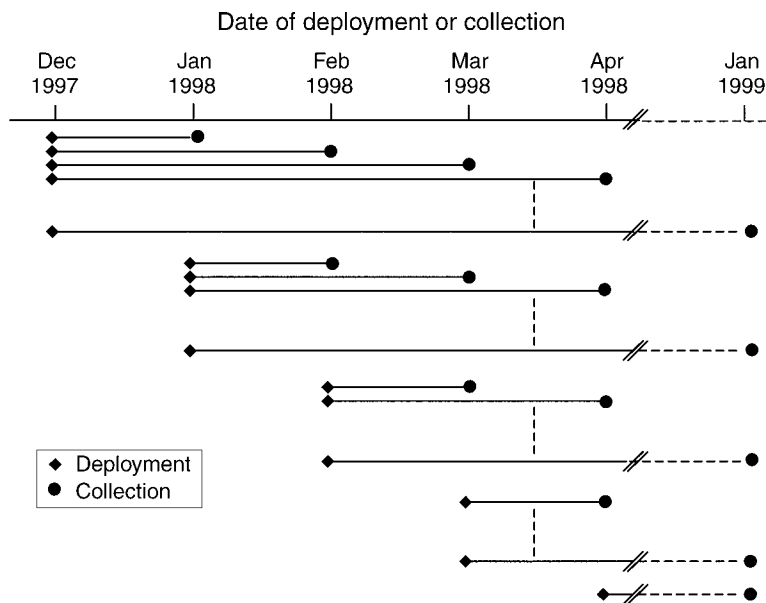 Date of deployment or collection
Dec Jan Feb Mar Apr Jan
1997 1998 1998 1998 1998 1999
Deployment
Collection